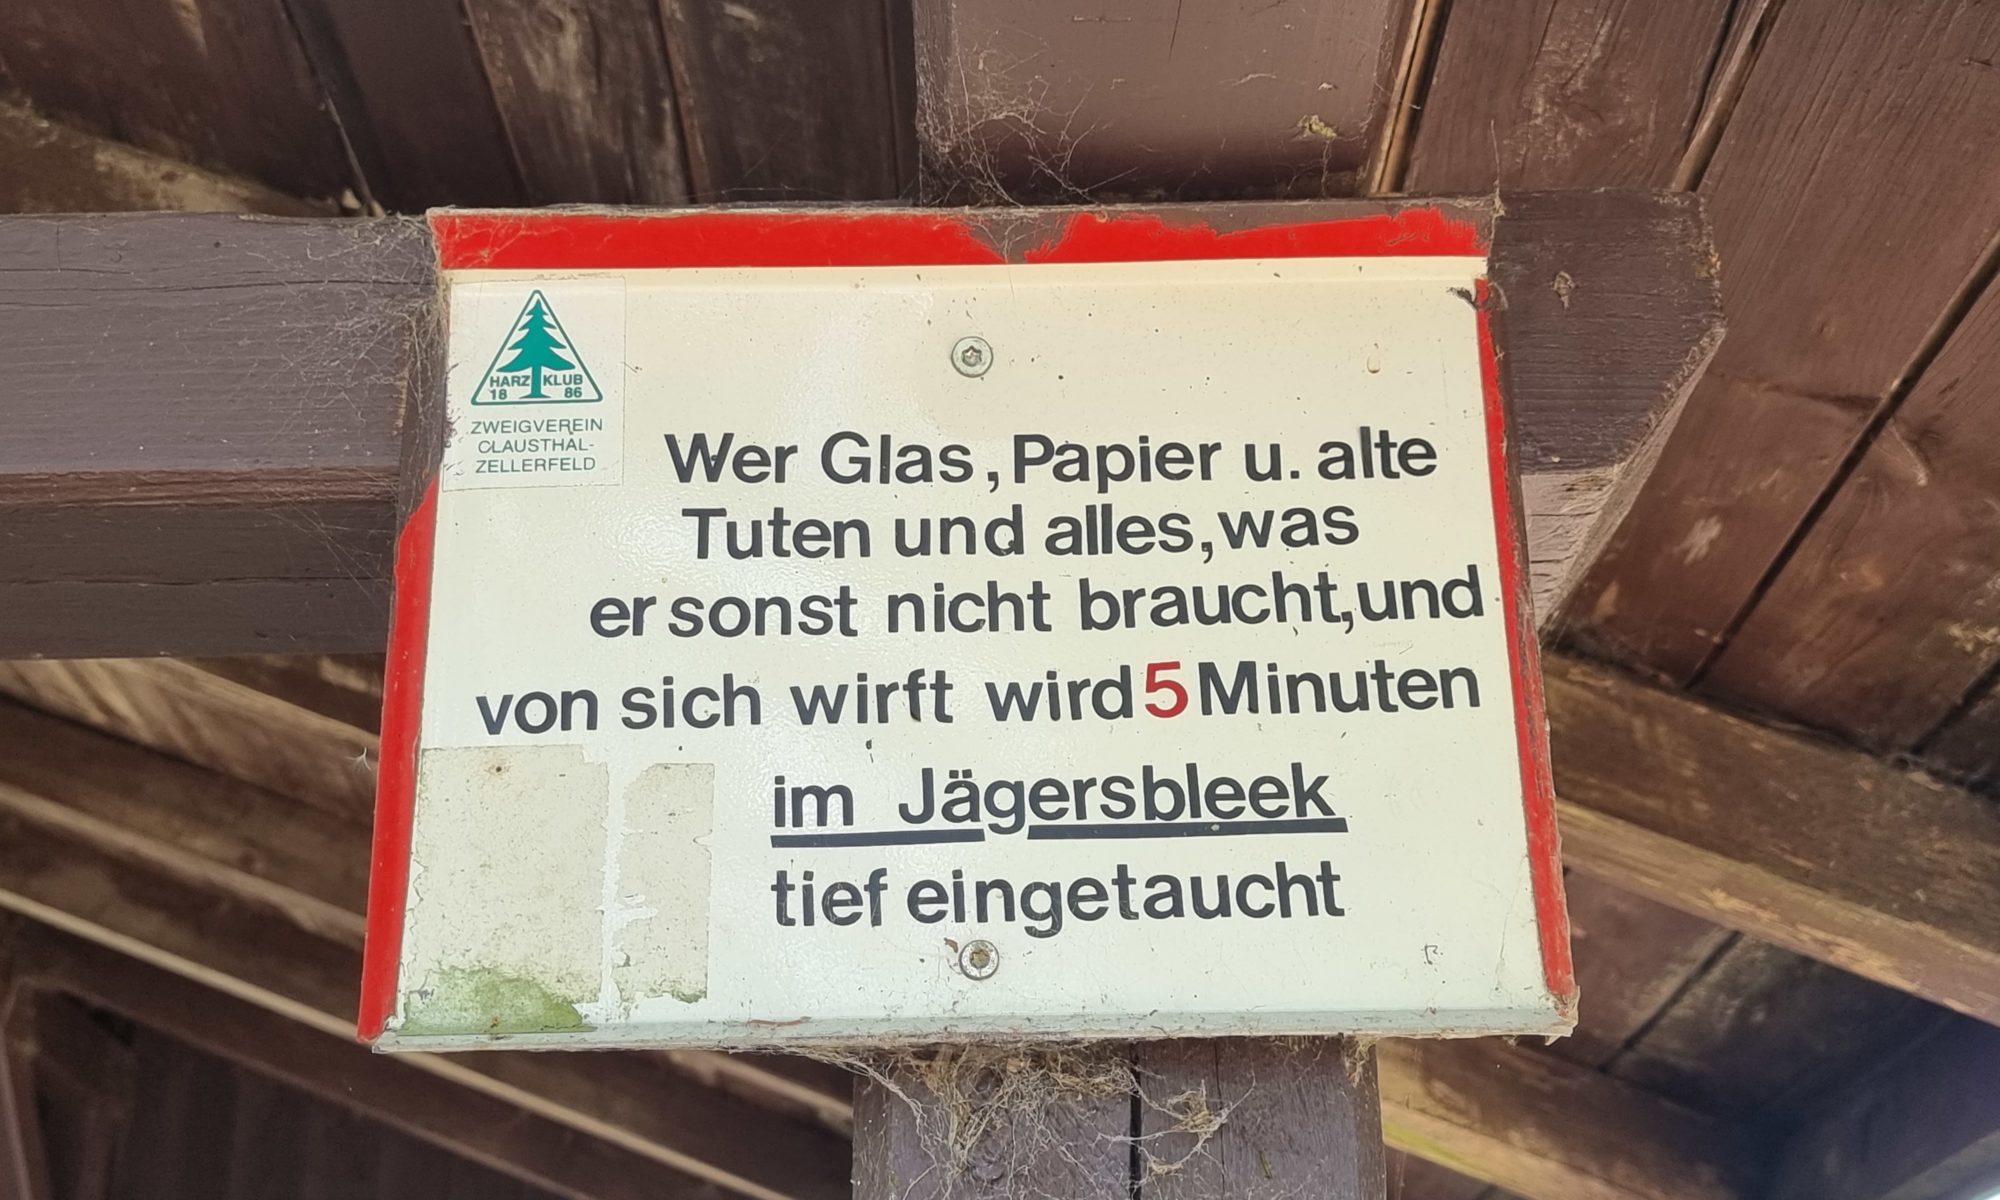 HARZ KLUB
18 86
ZWEIGVEREIN
CLAUSTHAL-
ZELLERFELD
Wer Glas, Papier u. alte
Tuten und alles, was
er sonst nicht braucht, und
von sich wirft wird 5 Minuten
im Jägersbleek
tief eingetaucht